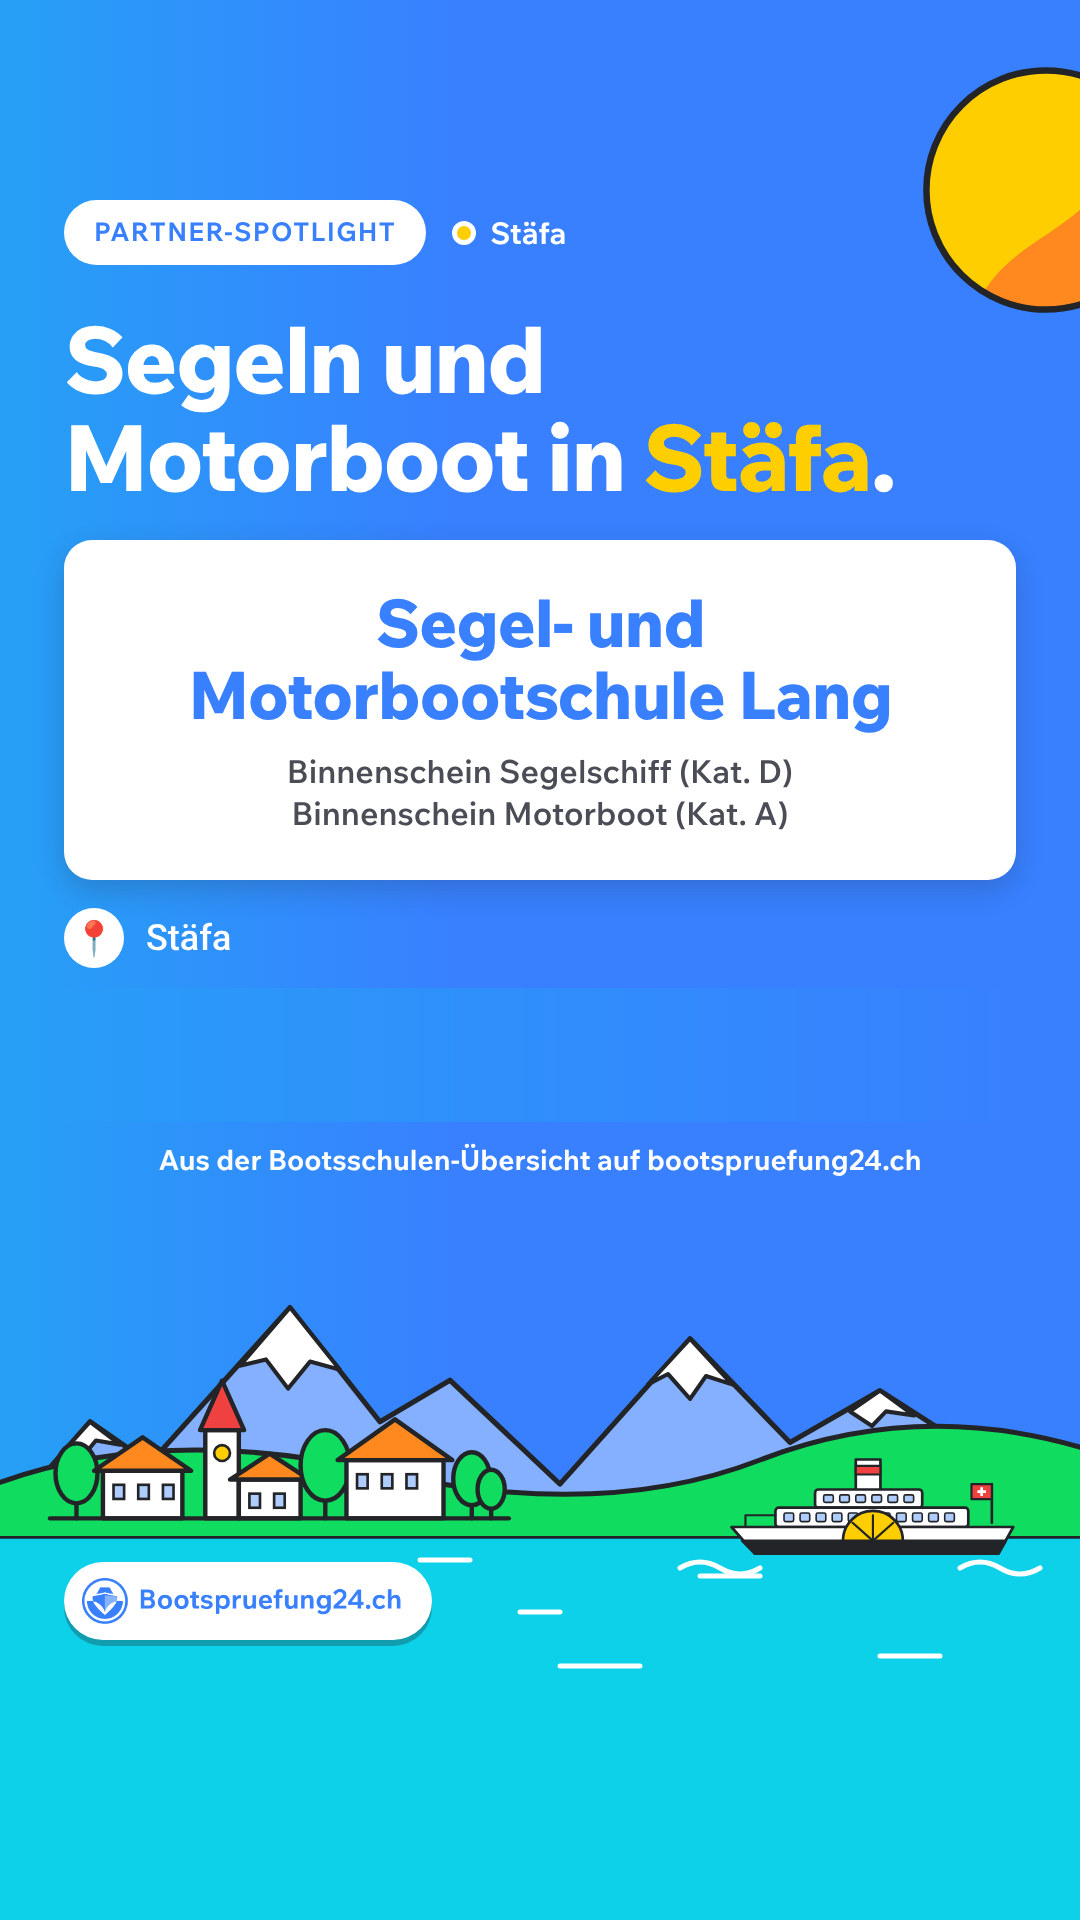 PARTNER-SPOTLIGHT
Stäfa
Segeln und
Motorboot in Stäfa.
Segel- und
Motorbootschule Lang
Binnenschein Segelschiff (Kat. D)
Binnenschein Motorboot (Kat. A)
Stäfa
Aus der Bootsschulen-Übersicht auf bootspruefung24.ch
Bootspruefung24.ch